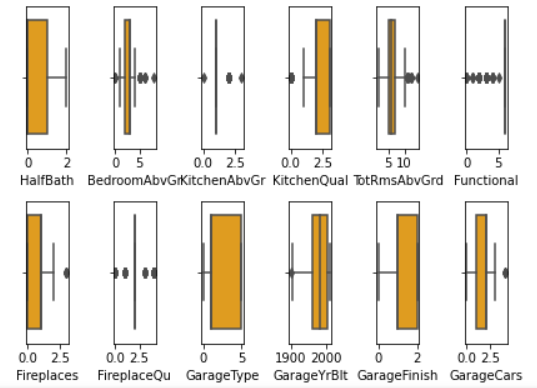 0 2 0 5 0.0 2.5 0.0 2.5 5 10 0 5
HalfBath BedroomAbvGr KitchenAbvGr KitchenQual TotRmsAbvGrd Functional
0.0 2.5 0.0 2.5 0 5 1900 2000 0 2 0.0 2.5
Fireplaces FireplaceQu GarageType GarageYrBlt GarageFinish GarageCars